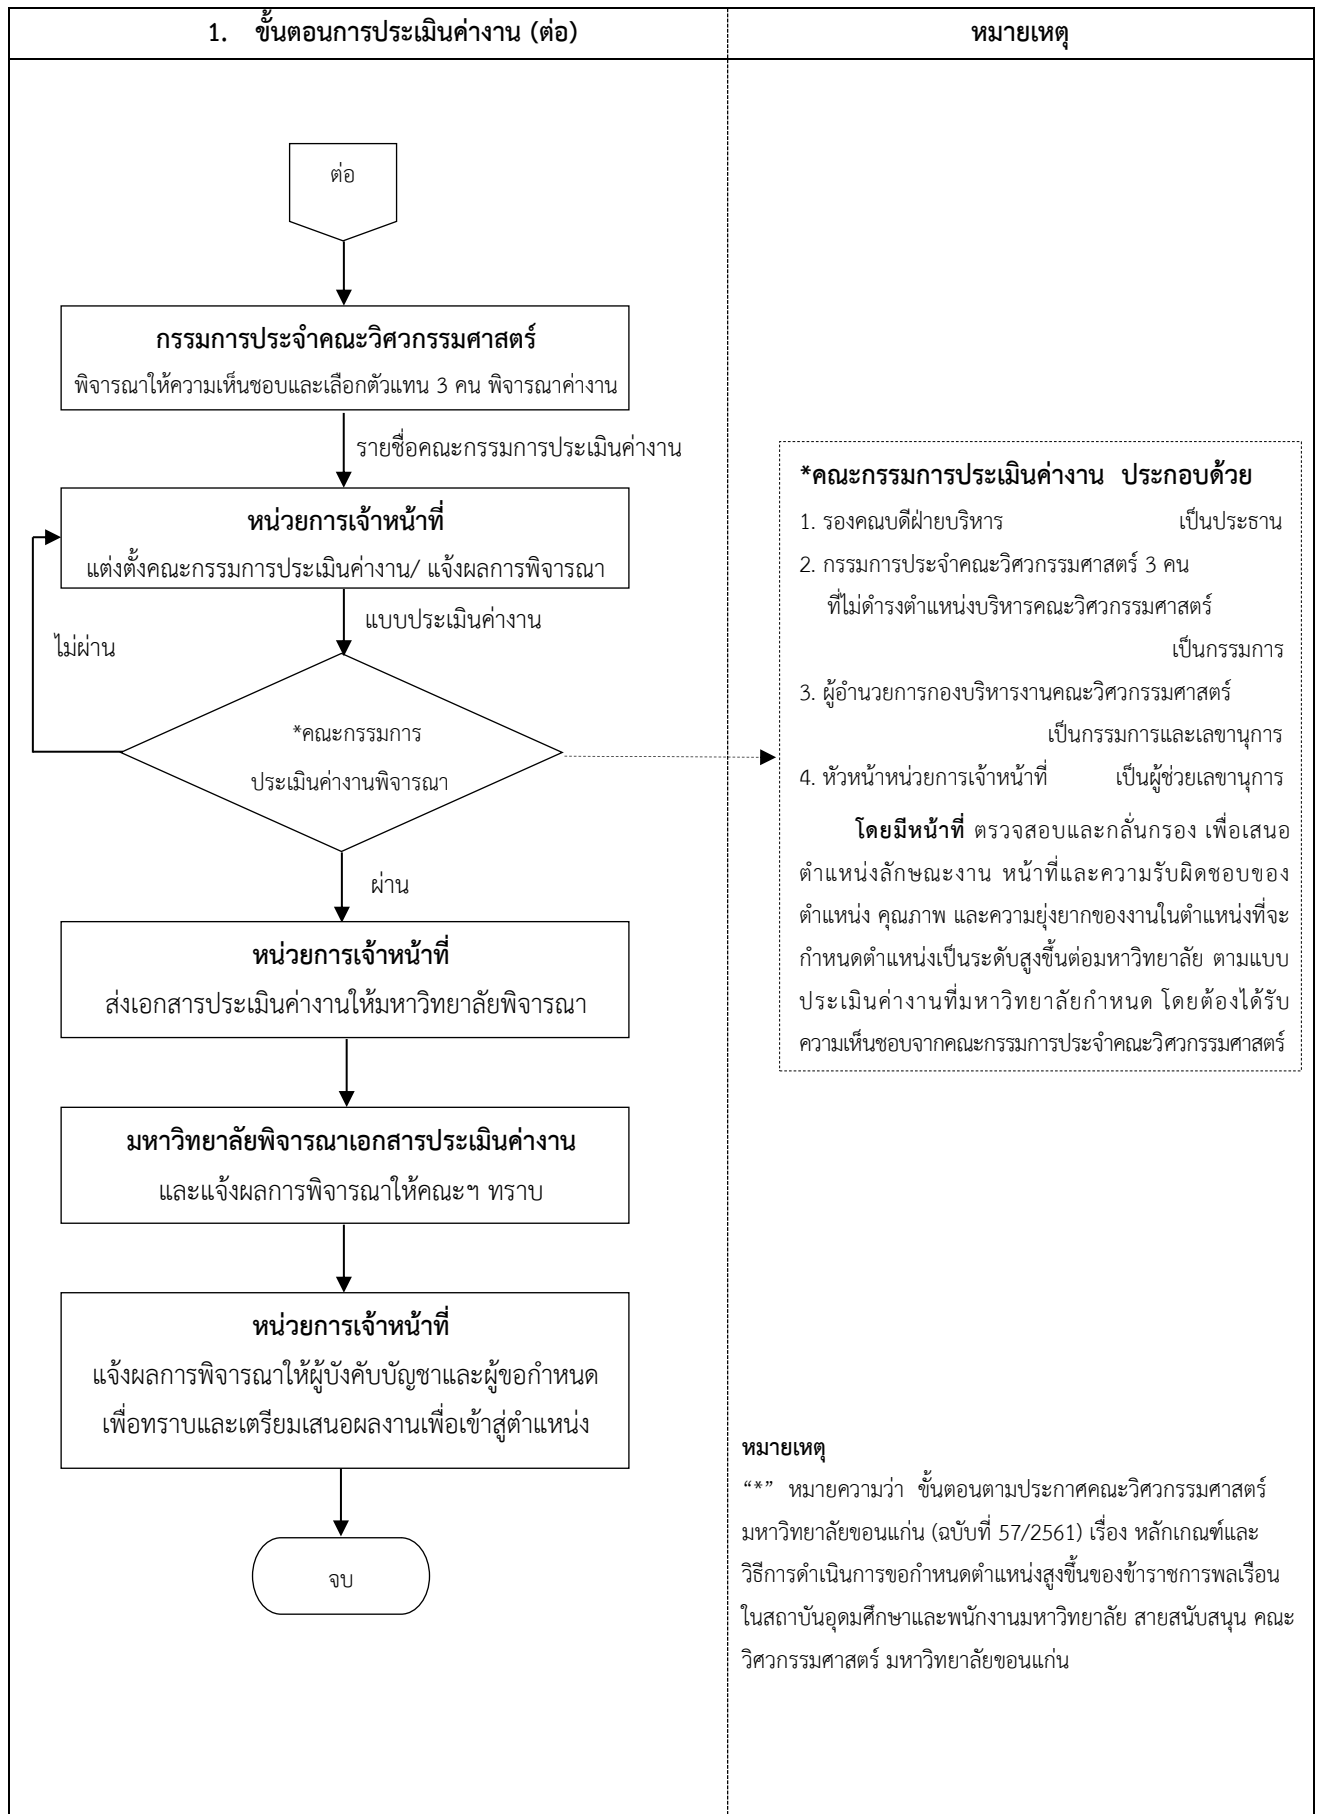 1. ขั้นตอนการประเมินค่างาน (ต่อ)
หมายเหตุ
ต่อ
กรรมการประจำคณะวิศวกรรมศาสตร์
พิจารณาให้ความเห็นชอบและเลือกตัวแทน 3 คน พิจารณาค่างาน
รายชื่อคณะกรรมการประเมินค่างาน
หน่วยการเจ้าหน้าที่
แต่งตั้งคณะกรรมการประเมินค่างาน/ แจ้งผลการพิจารณา
แบบประเมินค่างาน
ไม่ผ่าน
*คณะกรรมการ
ประเมินค่างานพิจารณา
ผ่าน
หน่วยการเจ้าหน้าที่
ส่งเอกสารประเมินค่างานให้มหาวิทยาลัยพิจารณา
มหาวิทยาลัยพิจารณาเอกสารประเมินค่างาน
และแจ้งผลการพิจารณาให้คณะฯ ทราบ
หน่วยการเจ้าหน้าที่
แจ้งผลการพิจารณาให้ผู้บังคับบัญชาและผู้ขอกำหนด
เพื่อทราบและเตรียมเสนอผลงานเพื่อเข้าสู่ตำแหน่ง
จบ
*คณะกรรมการประเมินค่างาน ประกอบด้วย
1. รองคณบดีฝ่ายบริหาร เป็นประธาน
2. กรรมการประจำคณะวิศวกรรมศาสตร์ 3 คน
ที่ไม่ดำรงตำแหน่งบริหารคณะวิศวกรรมศาสตร์
เป็นกรรมการ
3. ผู้อำนวยการกองบริหารงานคณะวิศวกรรมศาสตร์
เป็นกรรมการและเลขานุการ
4. หัวหน้าหน่วยการเจ้าหน้าที่ เป็นผู้ช่วยเลขานุการ
โดยมีหน้าที่ ตรวจสอบและกลั่นกรอง เพื่อเสนอ
ตำแหน่งลักษณะงาน หน้าที่และความรับผิดชอบของ
ตำแหน่ง คุณภาพ และความยุ่งยากของงานในตำแหน่งที่จะ
กำหนดตำแหน่งเป็นระดับสูงขึ้นต่อมหาวิทยาลัย ตามแบบ
ประเมินค่างานที่มหาวิทยาลัยกำหนด โดยต้องได้รับ
ความเห็นชอบจากคณะกรรมการประจำคณะวิศวกรรมศาสตร์
หมายเหตุ
“*” หมายความว่า ขั้นตอนตามประกาศคณะวิศวกรรมศาสตร์
มหาวิทยาลัยขอนแก่น (ฉบับที่ 57/2561) เรื่อง หลักเกณฑ์และ
วิธีการดำเนินการขอกำหนดตำแหน่งสูงขึ้นของข้าราชการพลเรือน
ในสถาบันอุดมศึกษาและพนักงานมหาวิทยาลัย สายสนับสนุน คณะ
วิศวกรรมศาสตร์ มหาวิทยาลัยขอนแก่น